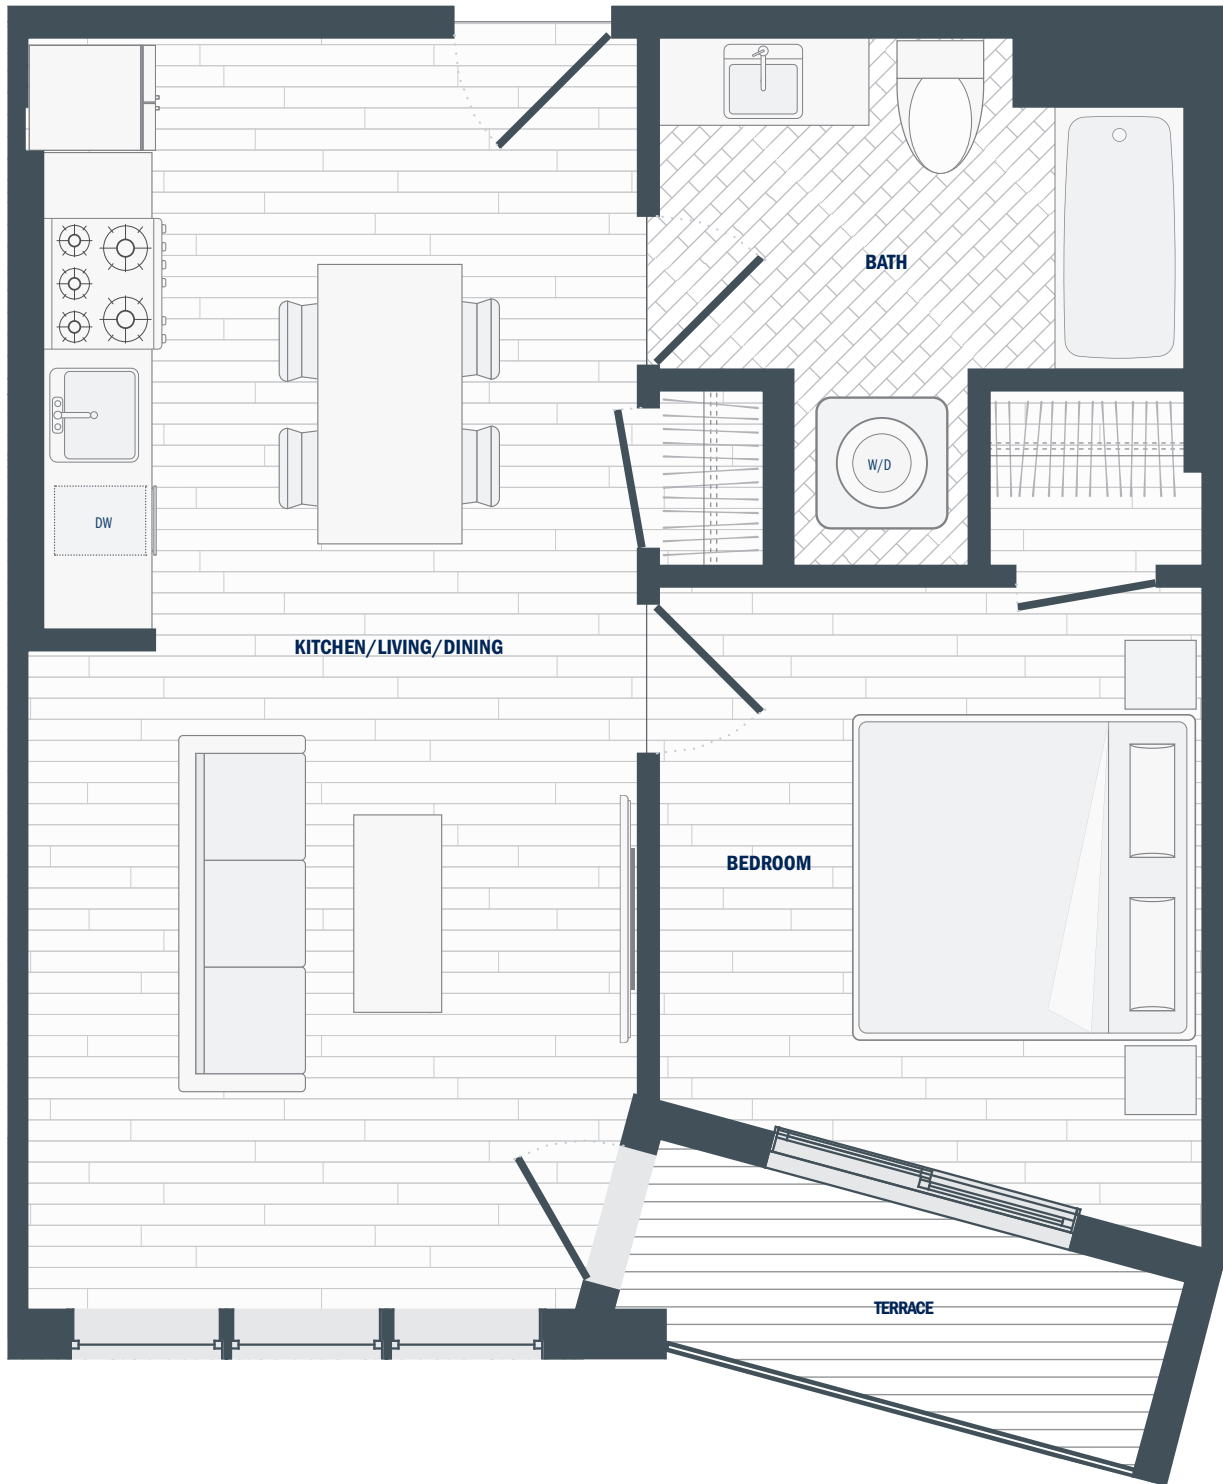 BATH
W/D
DW
KITCHEN/LIVING/DINING
BEDROOM
TERRACE